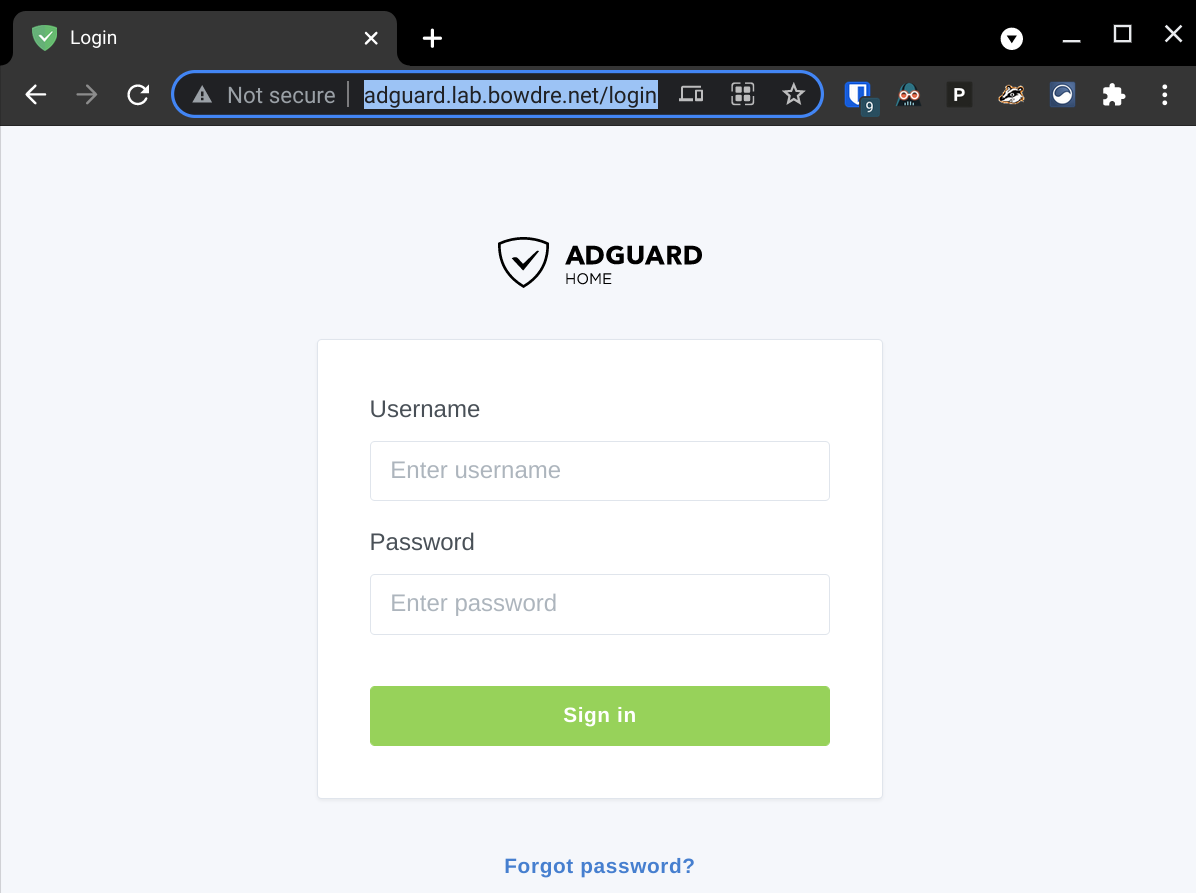 Login
Not secure adguard.lab.bowdre.net/login
9
P
ADGUARD
HOME
Username
Enter username
Password
Enter password
Sign in
Forgot password?